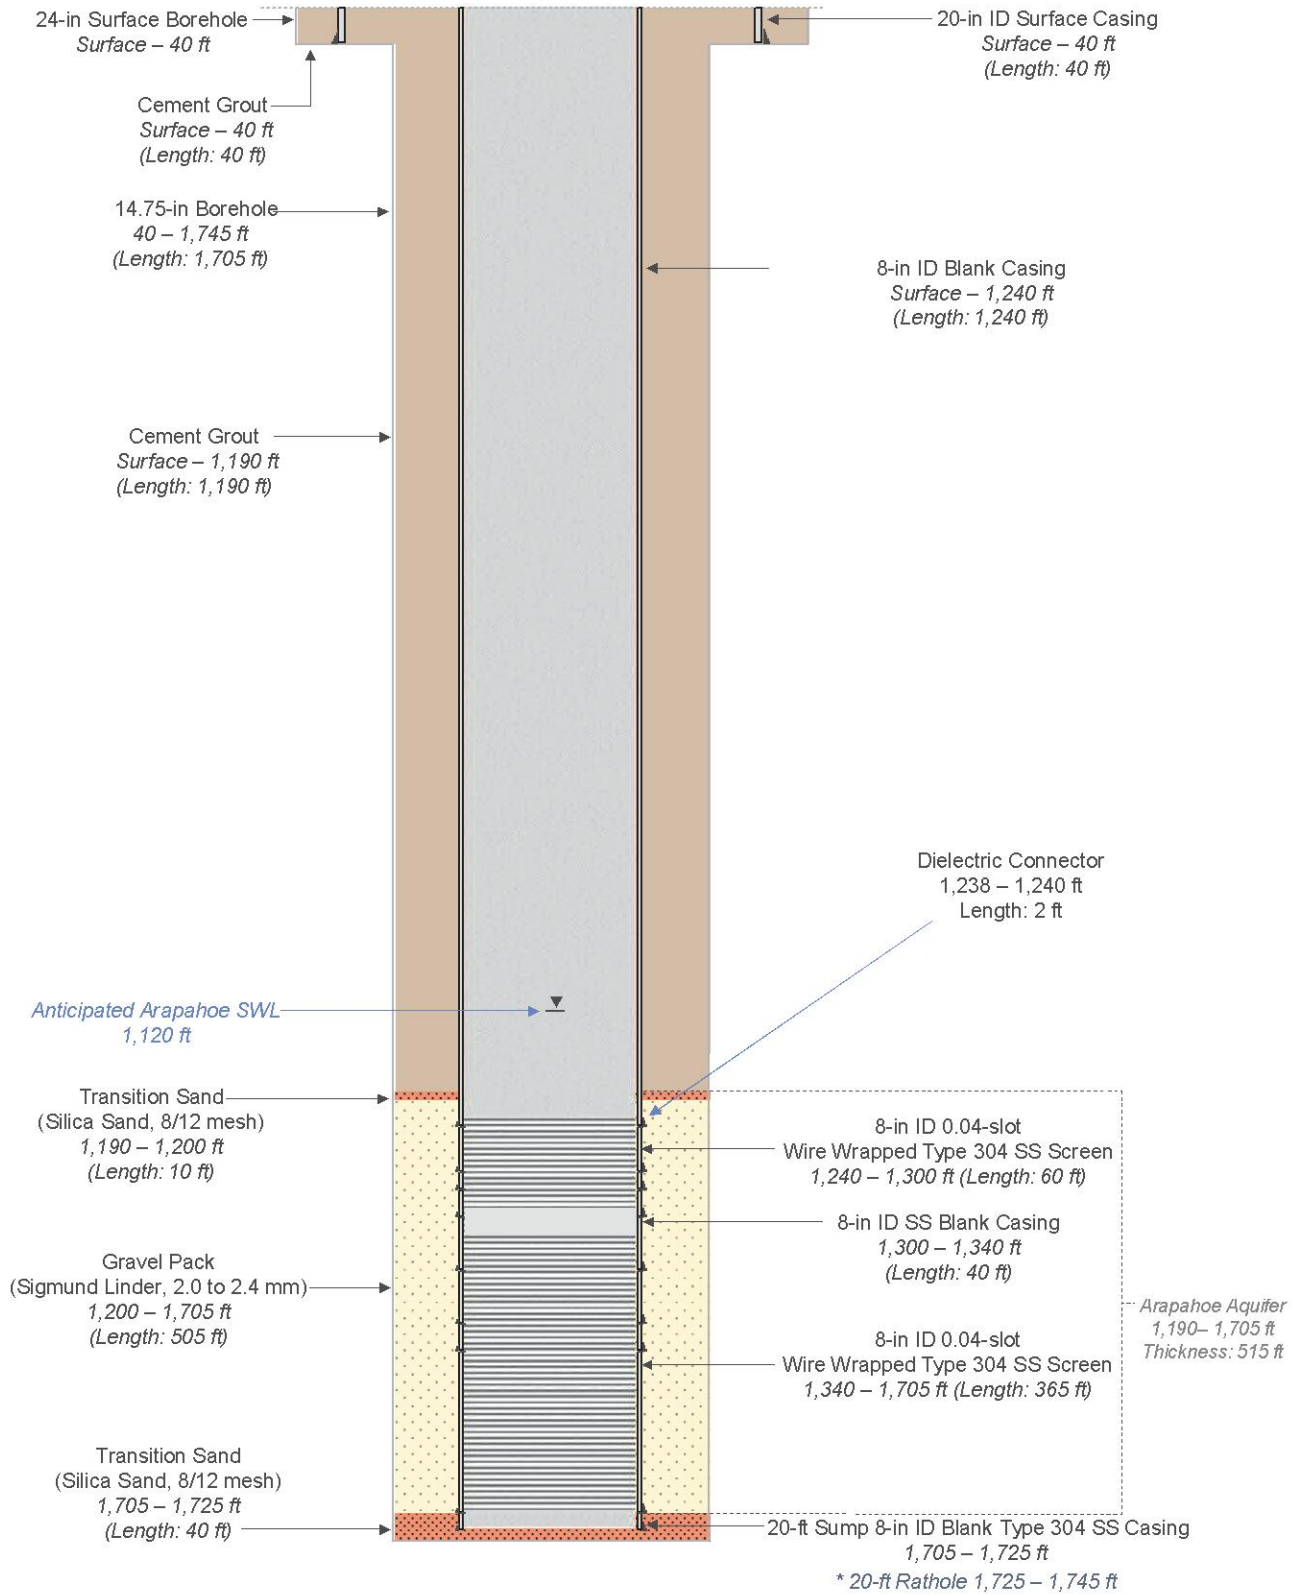 24-in Surface Borehole
Surface – 40 ft
20-in ID Surface Casing
Surface – 40 ft
(Length: 40 ft)
Cement Grout
Surface – 40 ft
(Length: 40 ft)
14.75-in Borehole
40 – 1,745 ft
(Length: 1,705 ft)
8-in ID Blank Casing
Surface – 1,240 ft
(Length: 1,240 ft)
Cement Grout
Surface – 1,190 ft
(Length: 1,190 ft)
Dielectric Connector
1,238 – 1,240 ft
Length: 2 ft
Anticipated Arapahoe SWL
1,120 ft
Transition Sand
(Silica Sand, 8/12 mesh)
1,190 – 1,200 ft
(Length: 10 ft)
8-in ID 0.04-slot
Wire Wrapped Type 304 SS Screen
1,240 – 1,300 ft (Length: 60 ft)
8-in ID SS Blank Casing
1,300 – 1,340 ft
(Length: 40 ft)
Gravel Pack
(Sigmund Linder, 2.0 to 2.4 mm)
1,200 – 1,705 ft
(Length: 505 ft)
Arapahoe Aquifer
1,190– 1,705 ft
Thickness: 515 ft
8-in ID 0.04-slot
Wire Wrapped Type 304 SS Screen
1,340 – 1,705 ft (Length: 365 ft)
Transition Sand
(Silica Sand, 8/12 mesh)
1,705 – 1,725 ft
(Length: 40 ft)
20-ft Sump 8-in ID Blank Type 304 SS Casing
1,705 – 1,725 ft
* 20-ft Rathole 1,725 – 1,745 ft